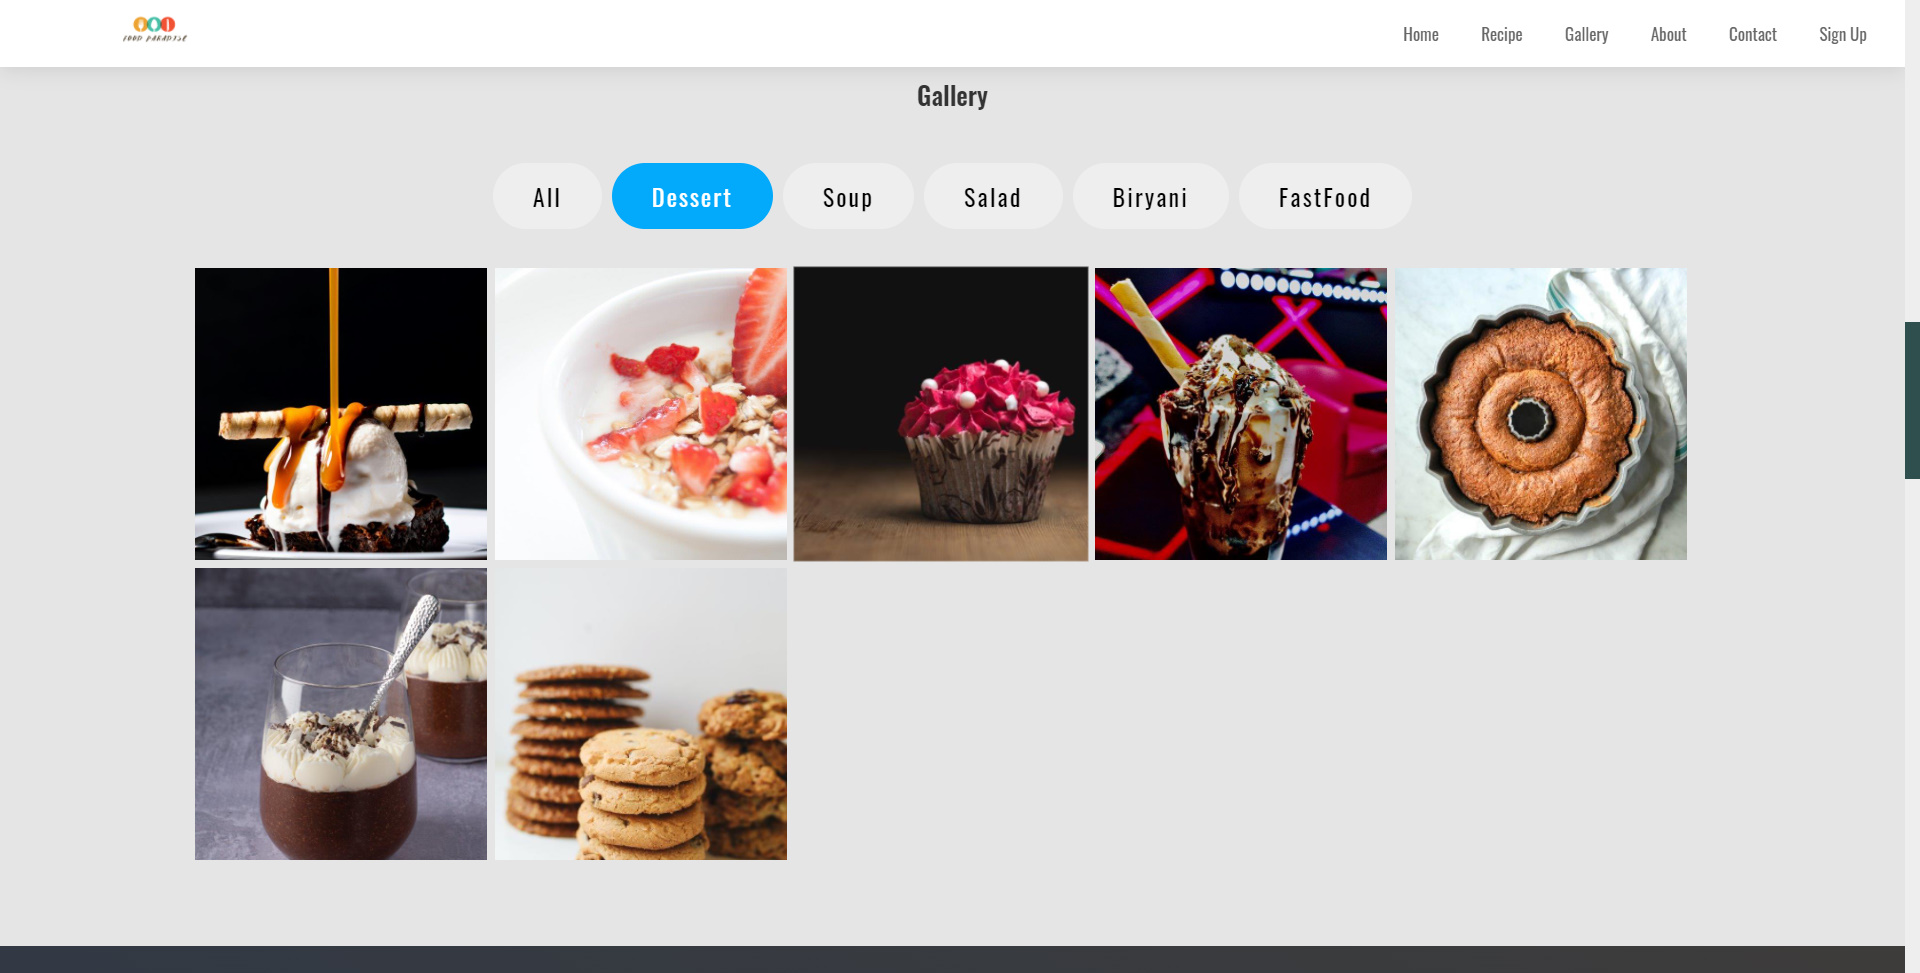 FOOD PARADISE
Home Recipe Gallery About Contact Sign Up
Gallery
All Dessert Soup Salad Biryani FastFood